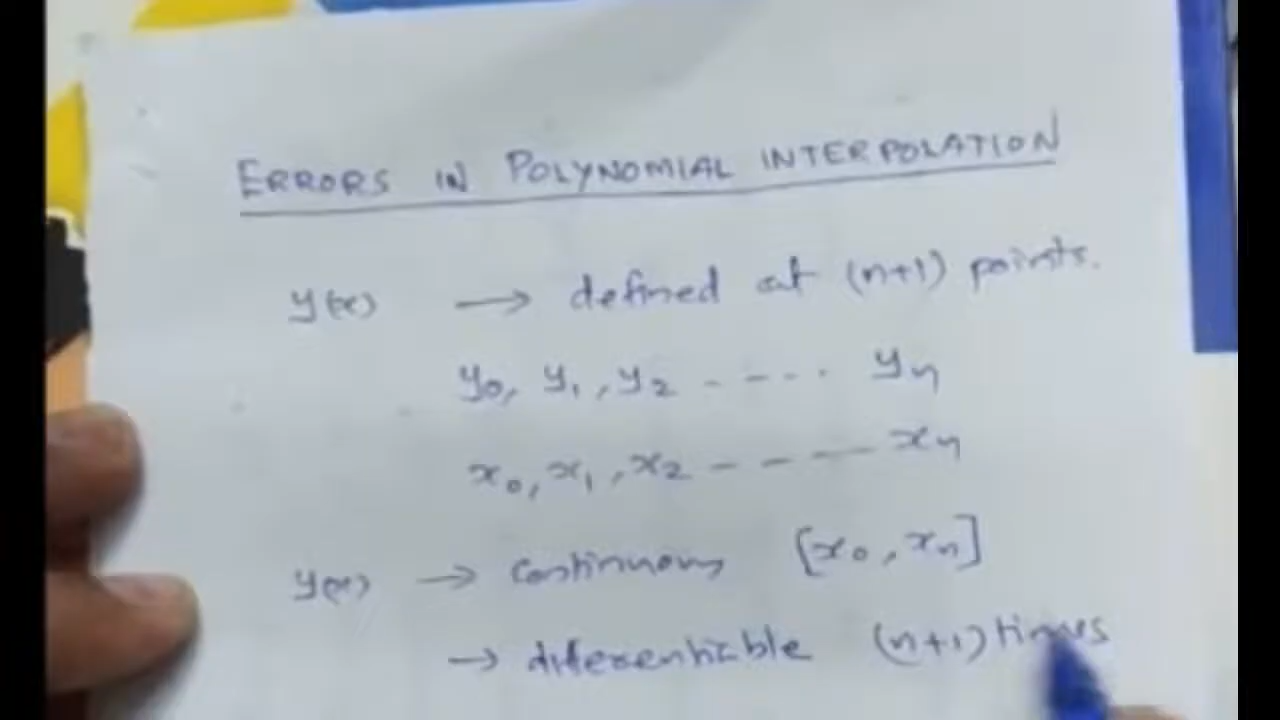 ERRORS IN POLYNOMIAL INTERPOLATION
y(x) → defined at (n+1) points.
y₀, y₁, y₂ - - - - . yₙ
x₀, x₁, x₂ - - - - xₙ
y(x) → continuous [x₀, xₙ]
→ differentiable (n+1) times